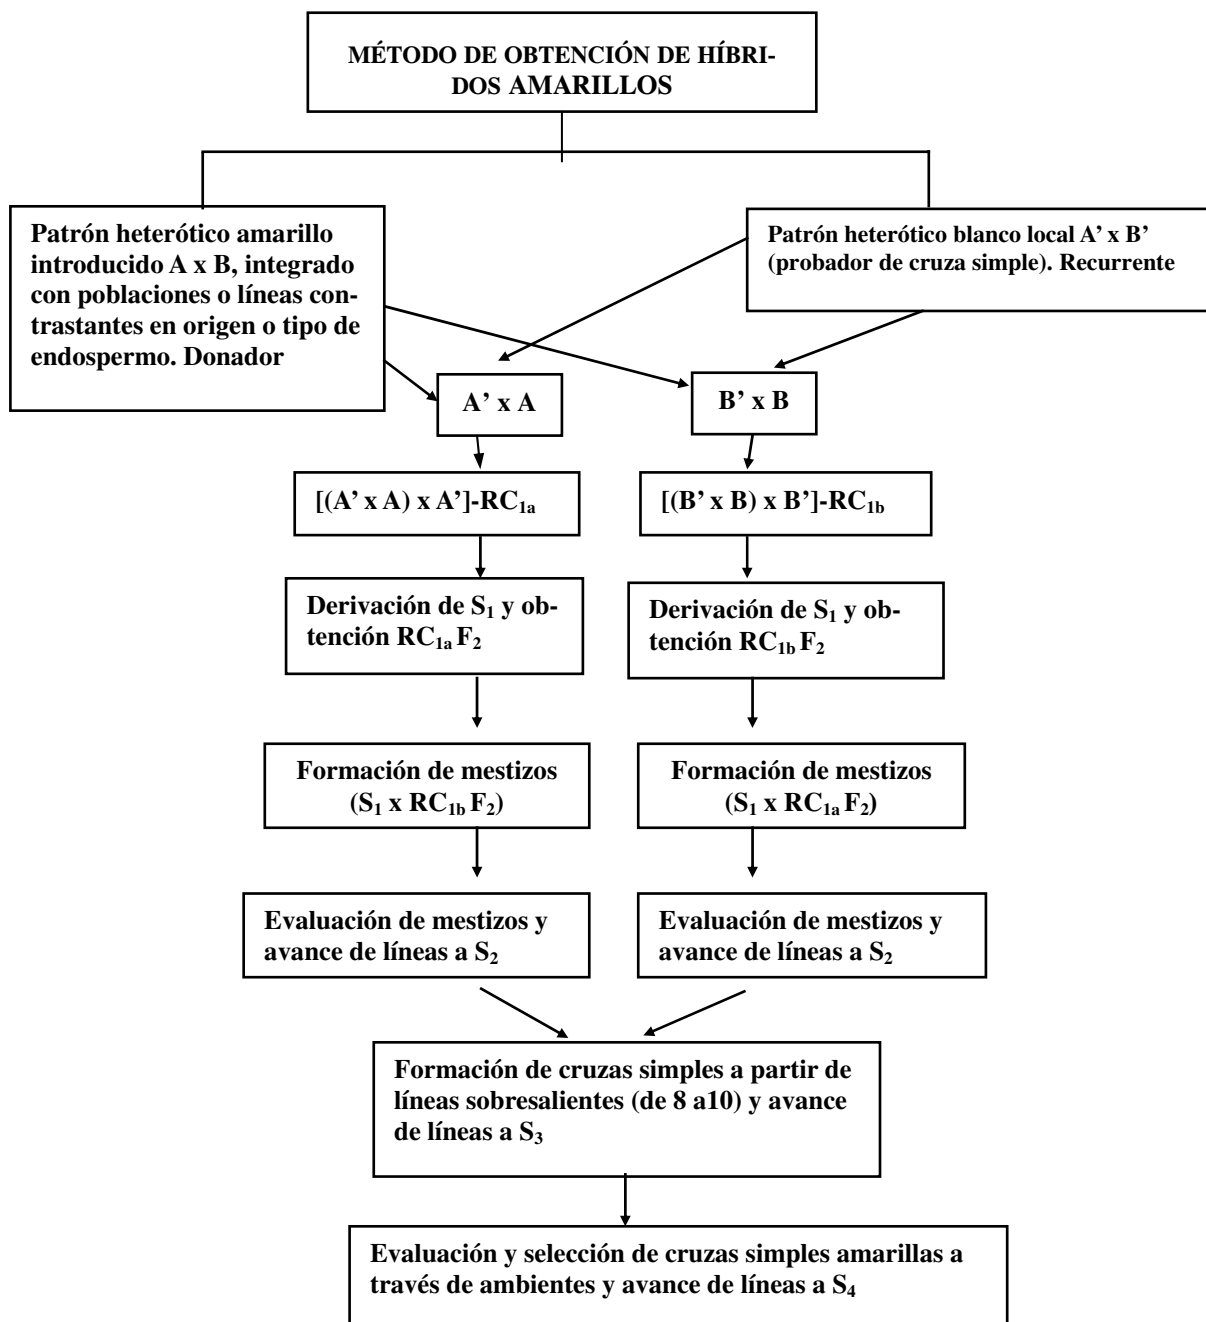 MÉTODO DE OBTENCIÓN DE HÍBRI-
DOS AMARILLOS
Patrón heterótico amarillo
introducido A x B, integrado
con poblaciones o líneas con-
trastantes en origen o tipo de
endospermo. Donador
Patrón heterótico blanco local A’ x B’
(probador de cruza simple). Recurrente
A’ x A
B’ x B
[(A’ x A) x A’]-RC1a
[(B’ x B) x B’]-RC1b
Derivación de S1 y ob-
tención RC1a F2
Derivación de S1 y ob-
tención RC1b F2
Formación de mestizos
(S1 x RC1b F2)
Formación de mestizos
(S1 x RC1a F2)
Evaluación de mestizos y
avance de líneas a S2
Evaluación de mestizos y
avance de líneas a S2
Formación de cruzas simples a partir de
líneas sobresalientes (de 8 a10) y avance
de líneas a S3
Evaluación y selección de cruzas simples amarillas a
través de ambientes y avance de líneas a S4